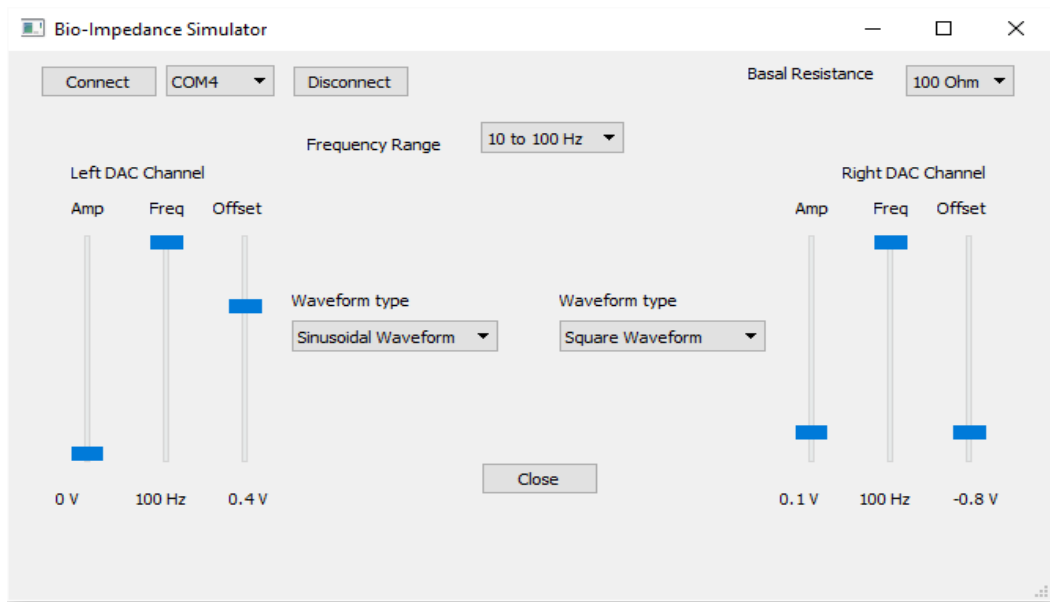 Bio-Impedance Simulator
Connect
COM4
Disconnect
Basal Resistance
100 Ohm
Frequency Range
10 to 100 Hz
Left DAC Channel
Right DAC Channel
Amp Freq Offset
Amp Freq Offset
Waveform type
Waveform type
Sinusoidal Waveform
Square Waveform
Close
0 V 100 Hz 0.4 V
0.1 V 100 Hz -0.8 V